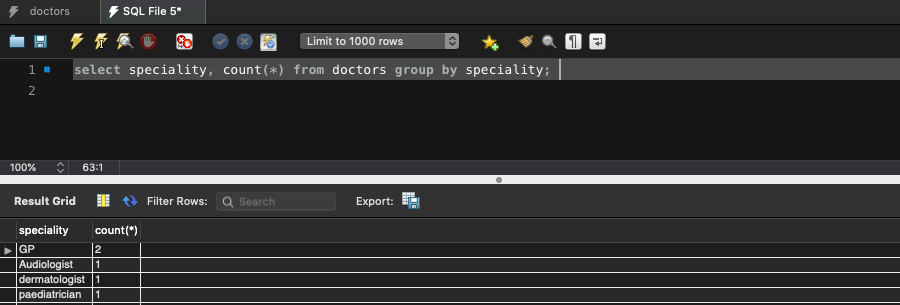 doctors SQL File 5*
Limit to 1000 rows
1 select speciality, count(*) from doctors group by speciality;
2
100% 63:1
Result Grid Filter Rows: Search Export:
speciality count(*)
GP 2
Audiologist 1
dermatologist 1
paediatrician 1